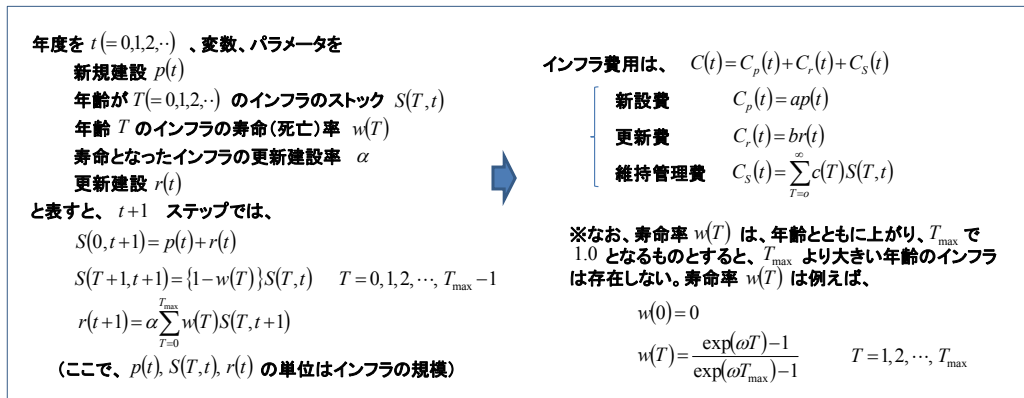 年度を t(=0,1,2,··) 、変数、パラメータを
新規建設 p(t)
年齢が T(=0,1,2,··) のインフラのストック S(T,t)
年齢 T のインフラの寿命（死亡）率 w(T)
寿命となったインフラの更新建設率 α
更新建設 r(t)
と表すと、 t+1 ステップでは、
S(0,t+1)=p(t)+r(t)
S(T+1,t+1)={1−w(T)}S(T,t) T=0,1,2,···,T_max−1
r(t+1)=α∑_{T=0}^{T_max} w(T)S(T,t+1)
（ここで、 p(t), S(T,t), r(t) の単位はインフラの規模）
インフラ費用は、 C(t)=C_p(t)+C_r(t)+C_S(t)
新設費 C_p(t)=ap(t)
更新費 C_r(t)=br(t)
維持管理費 C_S(t)=∑_{T=o}^{∞} c(T)S(T,t)
※なお、寿命率 w(T) は、年齢とともに上がり、T_max で
1.0 となるものとすると、T_max より大きい年齢のインフラ
は存在しない。寿命率 w(T) は例えば、
w(0)=0
w(T)=\frac{exp(ωT)−1}{exp(ωT_max)−1} T=1,2,···,T_max